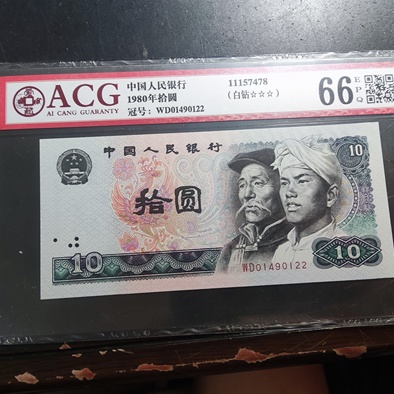 ACG
AI CANG GUARANTY
中国人民银行
1980年拾圆
冠号：WD01490122
11157478
（白钻☆☆☆）
66
EPQ
中国人民银行
10
拾圆
10
WD01490122
10